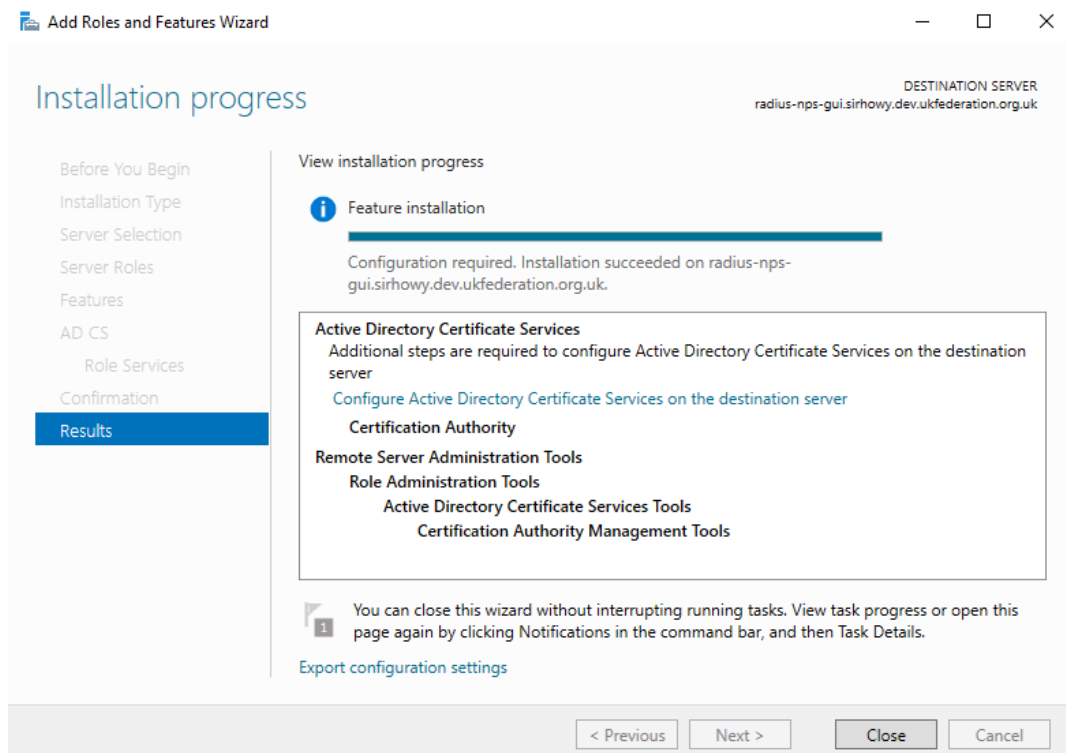 Add Roles and Features Wizard
Installation progress
DESTINATION SERVER
radius-nps-gui.sirhowy.dev.ukfederation.org.uk
Before You Begin
Installation Type
Server Selection
Server Roles
Features
AD CS
Role Services
Confirmation
Results
View installation progress
Feature installation
Configuration required. Installation succeeded on radius-nps-
gui.sirhowy.dev.ukfederation.org.uk.
Active Directory Certificate Services
Additional steps are required to configure Active Directory Certificate Services on the destination
server
Configure Active Directory Certificate Services on the destination server
Certification Authority
Remote Server Administration Tools
Role Administration Tools
Active Directory Certificate Services Tools
Certification Authority Management Tools
1
You can close this wizard without interrupting running tasks. View task progress or open this
page again by clicking Notifications in the command bar, and then Task Details.
Export configuration settings
< Previous
Next >
Close
Cancel